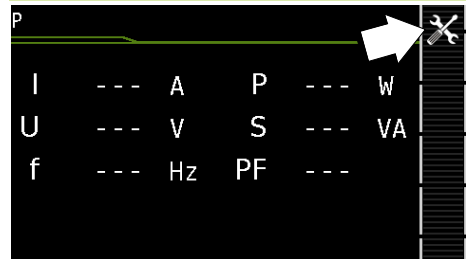 P
I --- A P --- W
U --- V S --- VA
f --- Hz PF ---